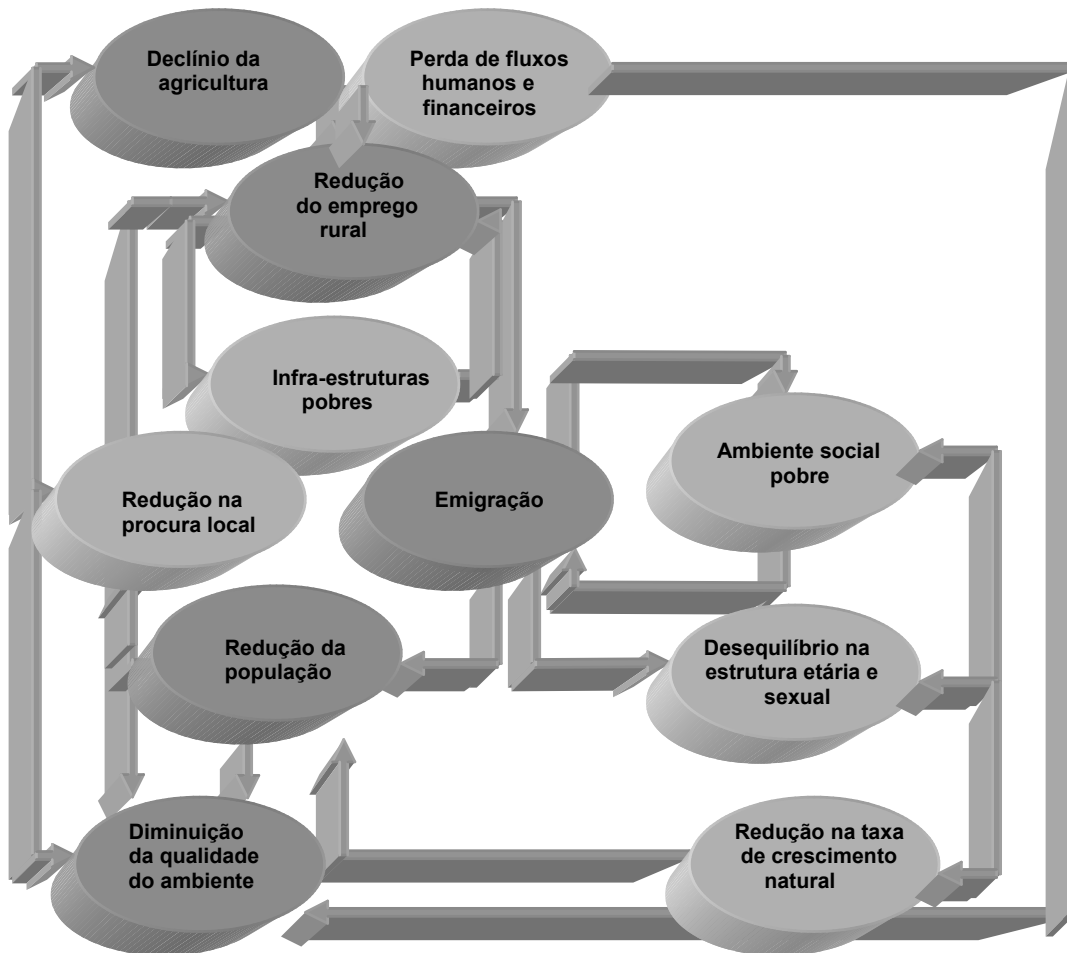 Declínio da
agricultura
Perda de fluxos
humanos e
financeiros
Redução
do emprego
rural
Infra-estruturas
pobres
Ambiente social
pobre
Redução na
procura local
Emigração
Redução da
população
Desequilíbrio na
estrutura etária e
sexual
Diminuição
da qualidade
do ambiente
Redução na taxa
de crescimento
natural